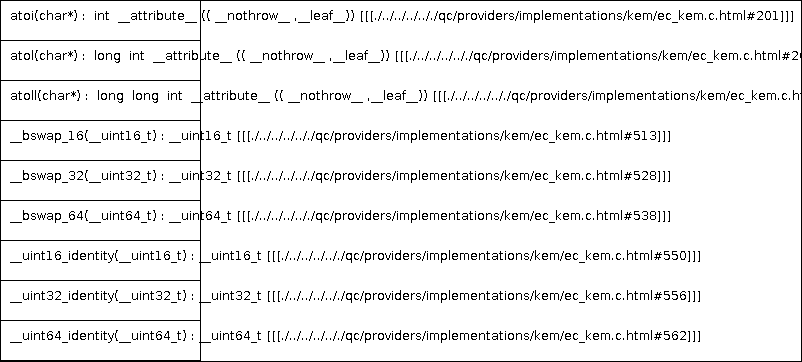 atoi(char*) : int __attribute__ (( __nothrow__ ,__leaf__)) [[[./../../../../../qc/providers/implementations/kem/ec_kem.c.html#201]]]
atol(char*) : long int __attribute__ (( __nothrow__ ,__leaf__)) [[[./../../../../../qc/providers/implementations/kem/ec_kem.c.html#20
atoll(char*) : long long int __attribute__ (( __nothrow__ ,__leaf__)) [[[./../../../../../qc/providers/implementations/kem/ec_kem.c.h
__bswap_16(__uint16_t) : __uint16_t [[[./../../../../../qc/providers/implementations/kem/ec_kem.c.html#513]]]
__bswap_32(__uint32_t) : __uint32_t [[[./../../../../../qc/providers/implementations/kem/ec_kem.c.html#528]]]
__bswap_64(__uint64_t) : __uint64_t [[[./../../../../../qc/providers/implementations/kem/ec_kem.c.html#538]]]
__uint16_identity(__uint16_t) : __uint16_t [[[./../../../../../qc/providers/implementations/kem/ec_kem.c.html#550]]]
__uint32_identity(__uint32_t) : __uint32_t [[[./../../../../../qc/providers/implementations/kem/ec_kem.c.html#556]]]
__uint64_identity(__uint64_t) : __uint64_t [[[./../../../../../qc/providers/implementations/kem/ec_kem.c.html#562]]]